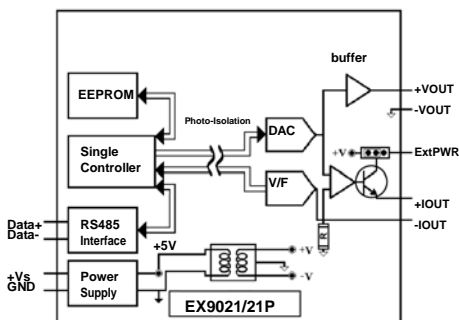 buffer
+VOUT
-VOUT
EEPROM
Photo-Isolation
DAC
+V
ExtPWR
Single
Controller
V/F
+IOUT
-IOUT
R
Data+
Data-
RS485
Interface
+5V
+V
-V
+Vs
GND
Power
Supply
EX9021/21P